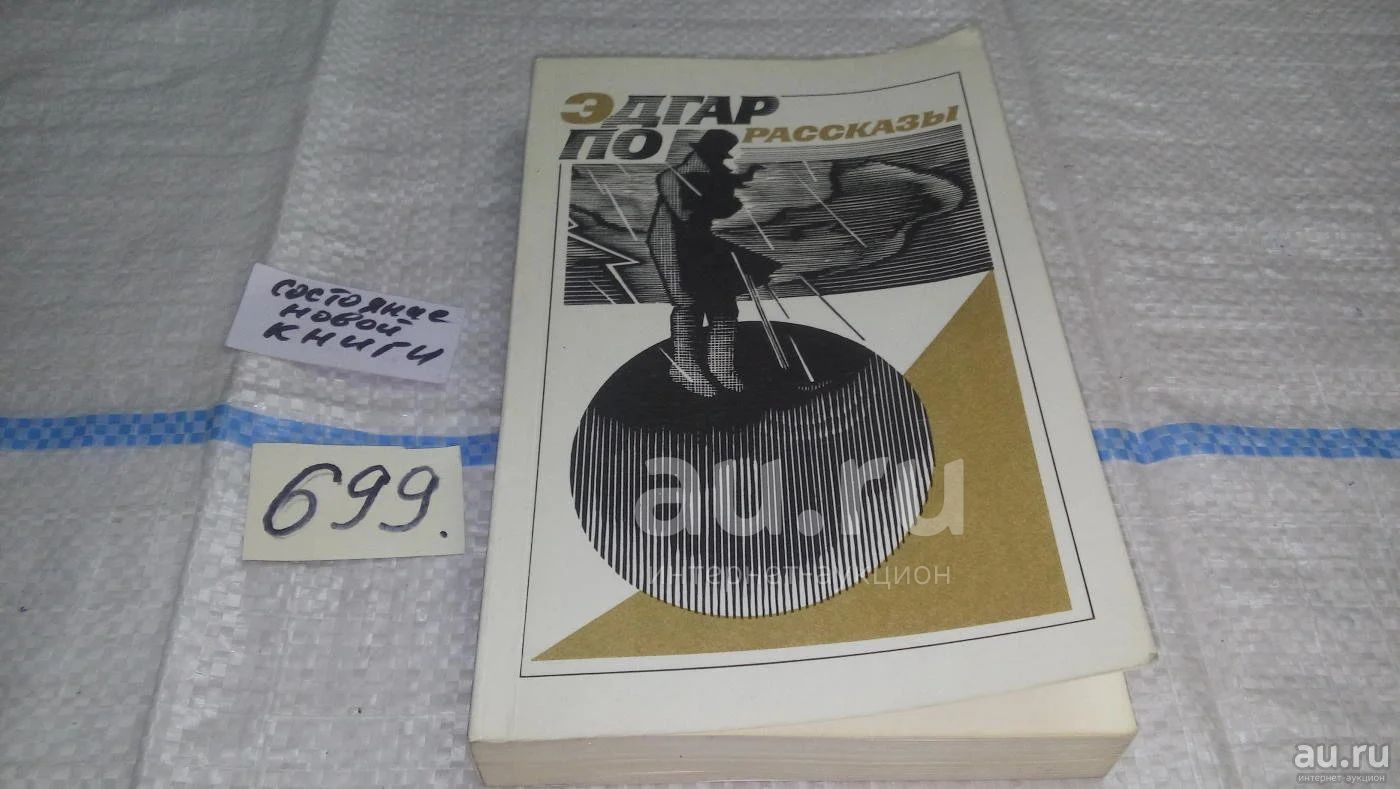 ЭДГАР
ПО
РАССКАЗЫ
состояние
новой
книги
699.
au.ru
интернет-аукцион
au.ru
интернет-аукцион